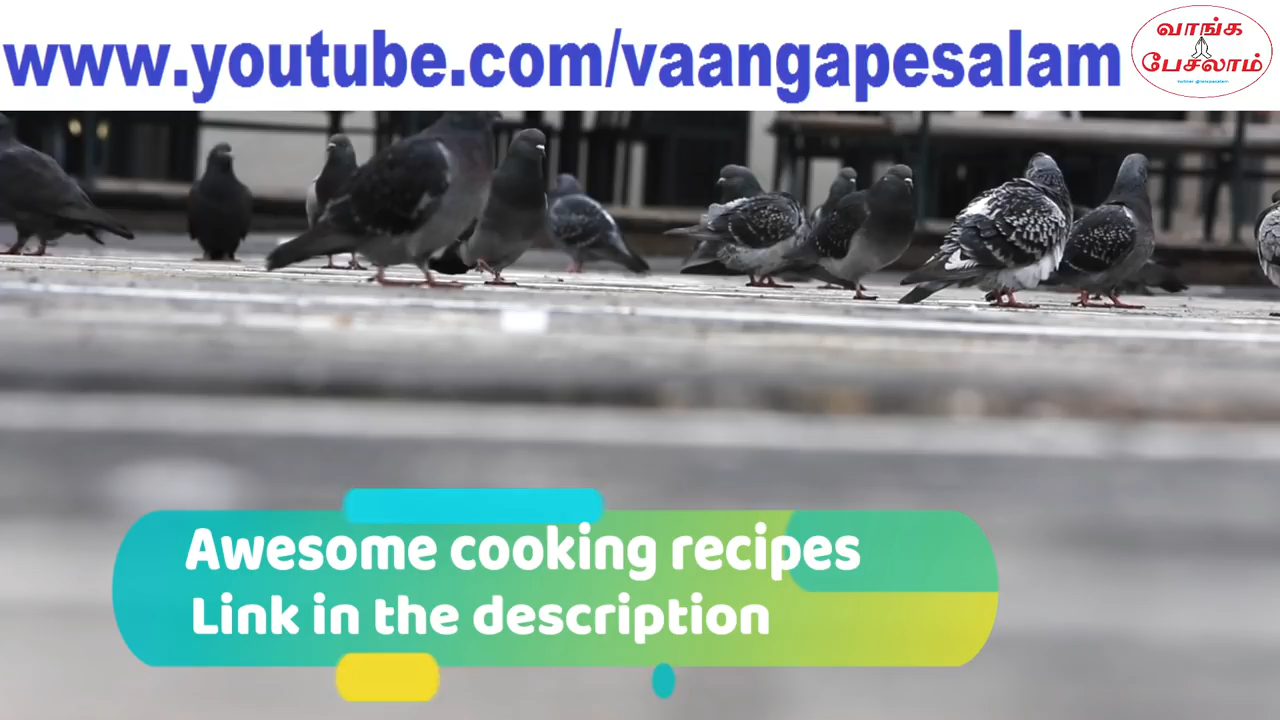 www.youtube.com/vaangapesalam
வாங்க
பேசலாம்
Awesome cooking recipes
Link in the description